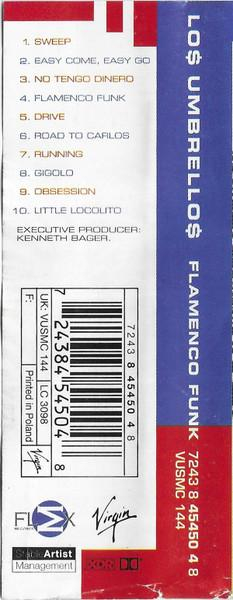 1. SWEEP
2. EASY COME, EASY GO
3. NO TENGO DINERO
4. FLAMENCO FUNK
5. DRIVE
6. ROAD TO CARLOS
7. RUNNING
8. GIGOLO
9. OBSESSION
10. LITTLE LOCOLITO
EXECUTIVE PRODUCER:
KENNETH BAGER.
7243 8 45450 4 8
7 24384 54504 8
UK: VUSMC 144
LC 3098
F:
Printed in Poland
Virgin
FLEX
Virgin
StableArtist
Management
XDR
LO$ UMBRELLO$ FLAMENCO FUNK
7243 8 45450 4 8
VUSMC 144